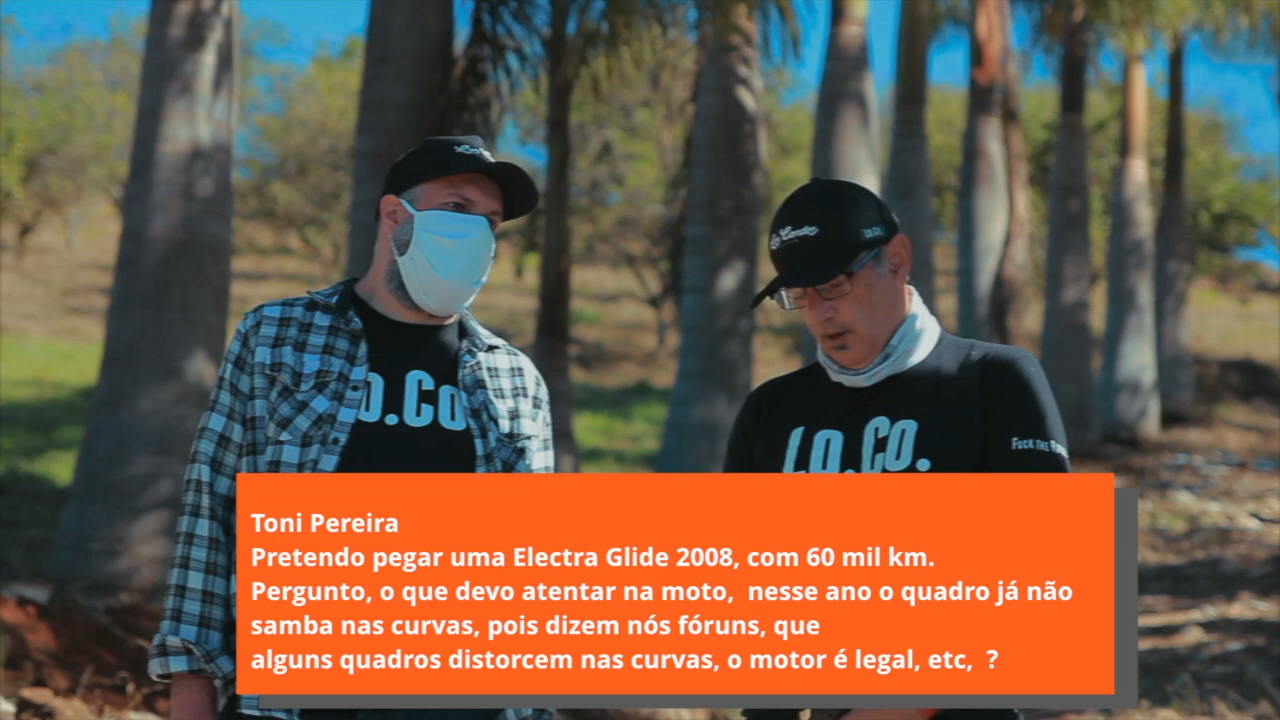 LO.CO.
Fuck the
Toni Pereira
Pretendo pegar uma Electra Glide 2008, com 60 mil km.
Pergunto, o que devo atentar na moto,  nesse ano o quadro já não
samba nas curvas, pois dizem nós fóruns, que
alguns quadros distorcem nas curvas, o motor é legal, etc,  ?